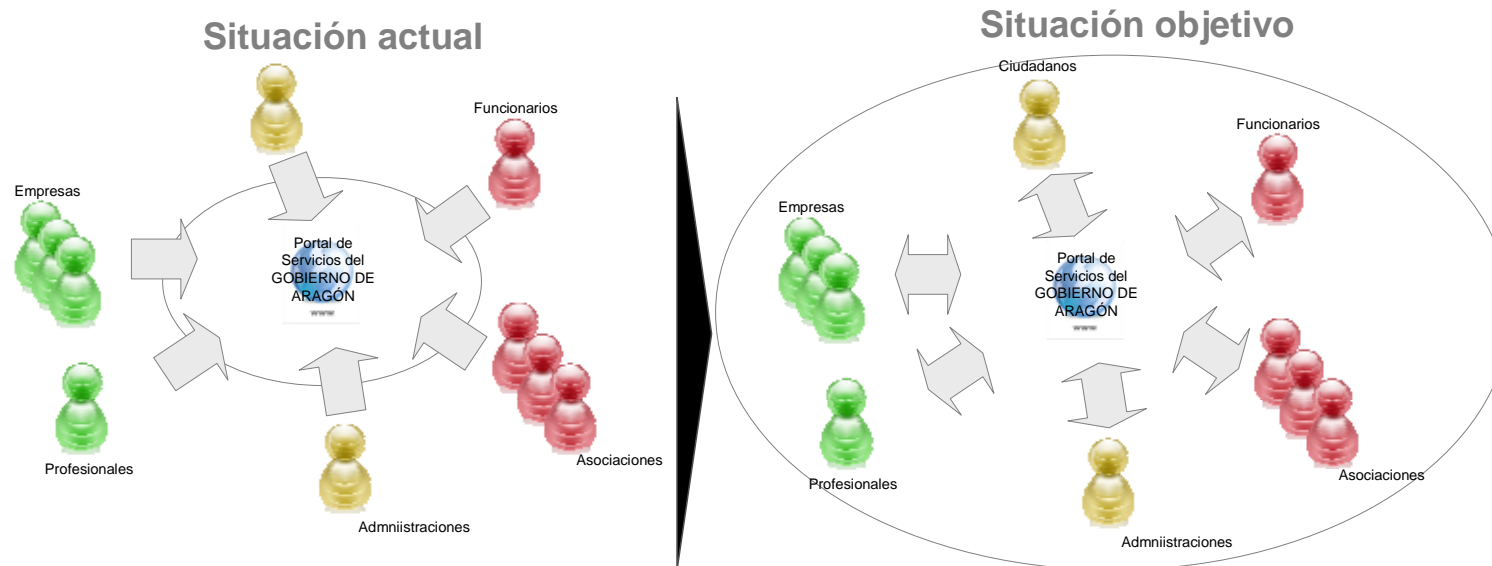 Situación actual
Funcionarios
Empresas
Portal de
Servicios del
GOBIERNO DE
ARAGÓN
www
Profesionales
Asociaciones
Admniistraciones
Situación objetivo
Ciudadanos
Funcionarios
Empresas
Portal de
Servicios del
GOBIERNO DE
ARAGÓN
www
Profesionales
Asociaciones
Admniistraciones